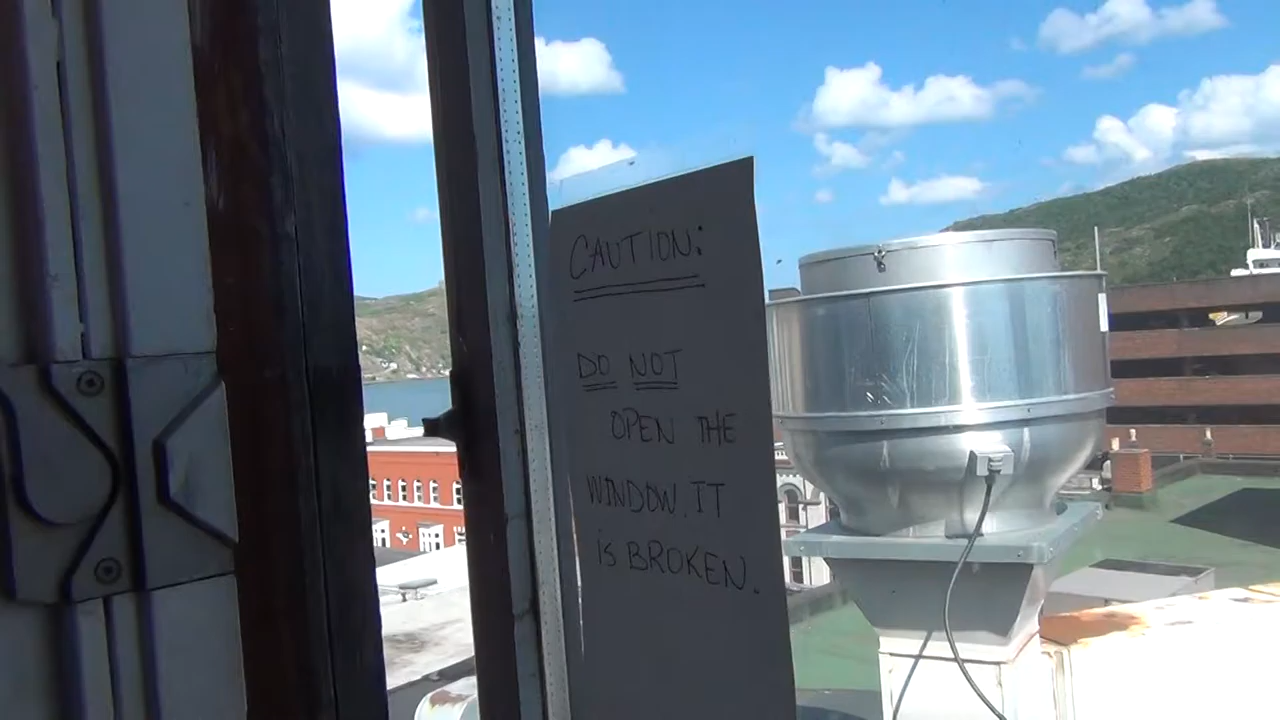 CAUTION:
DO NOT
OPEN THE
WINDOW. IT
is BROKEN.